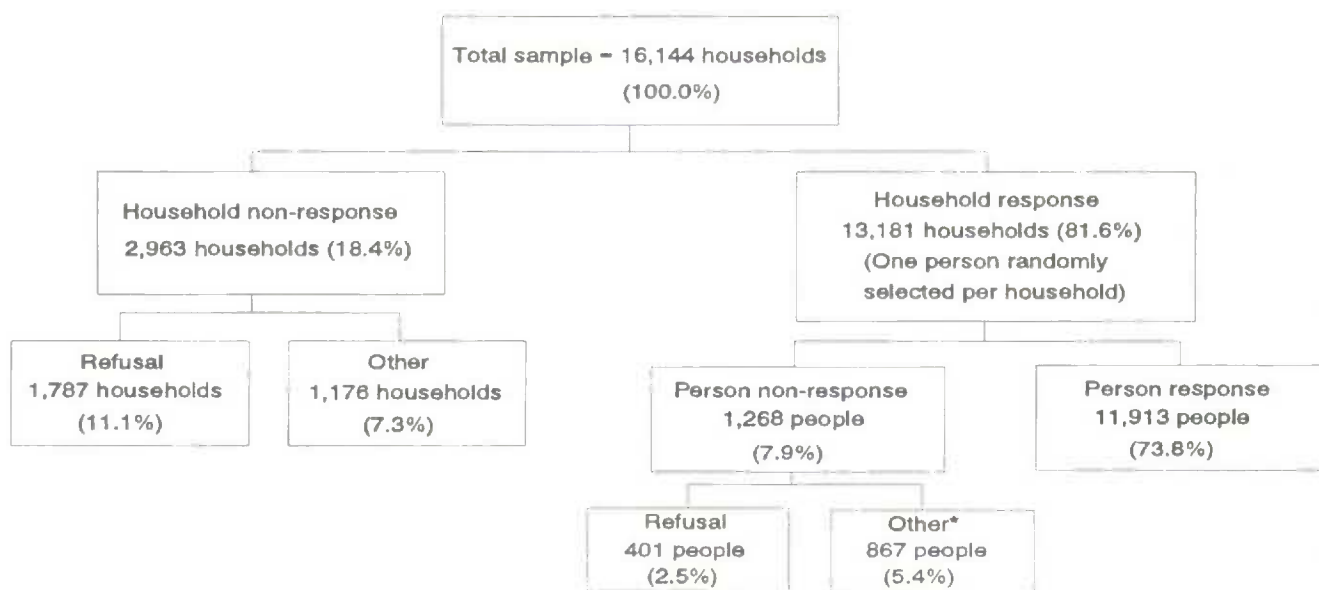 Total sample = 16,144 households
(100.0%)
Household non-response
2,963 households (18.4%)
Household response
13,181 households (81.6%)
(One person randomly
selected per household)
Refusal
1,787 households
(11.1%)
Other
1,176 households
(7.3%)
Person non-response
1,268 people
(7.9%)
Person response
11,913 people
(73.8%)
Refusal
401 people
(2.5%)
Other*
867 people
(5.4%)